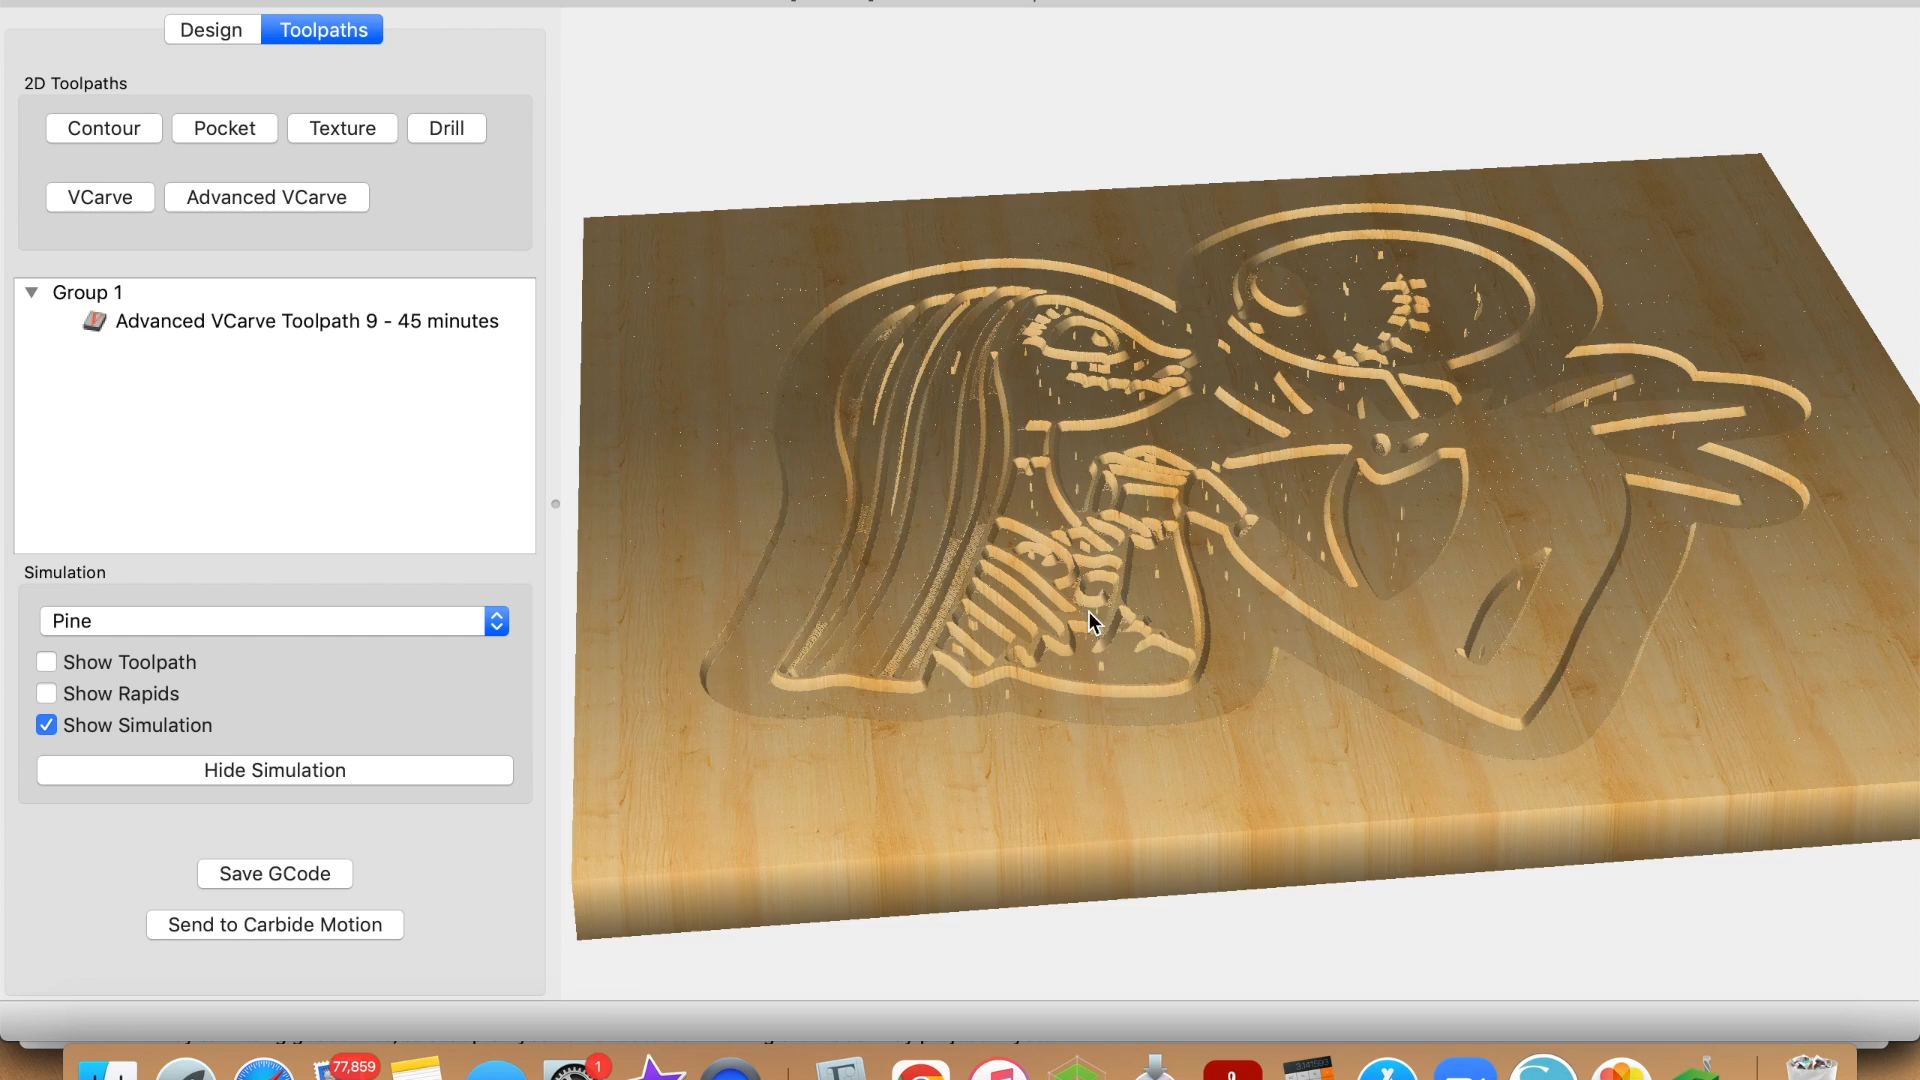 Design Toolpaths
2D Toolpaths
Contour Pocket Texture Drill
VCarve Advanced VCarve
Group 1
Advanced VCarve Toolpath 9 - 45 minutes
Simulation
Pine
Show Toolpath
Show Rapids
Show Simulation
Hide Simulation
Save GCode
Send to Carbide Motion
77,859 1